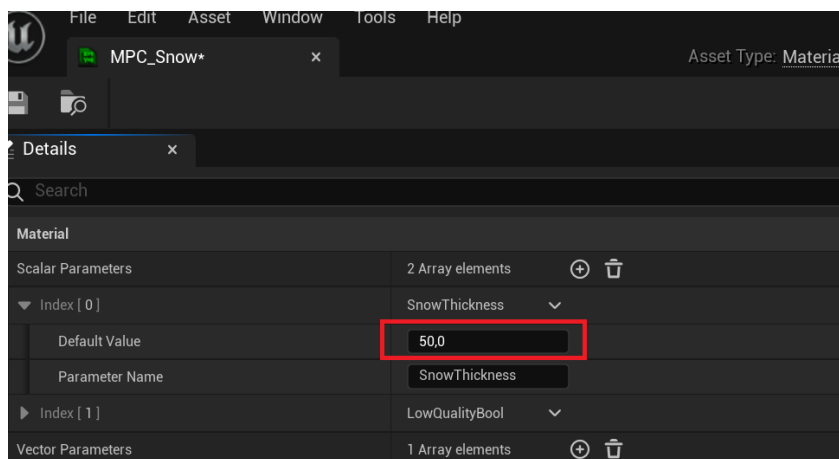 File Edit Asset Window Tools Help
MPC_Snow*
Asset Type: Materia
Details
Search
Material
Scalar Parameters 2 Array elements
Index [ 0 ] SnowThickness
Default Value 50,0
Parameter Name SnowThickness
Index [ 1 ] LowQualityBool
Vector Parameters 1 Array elements